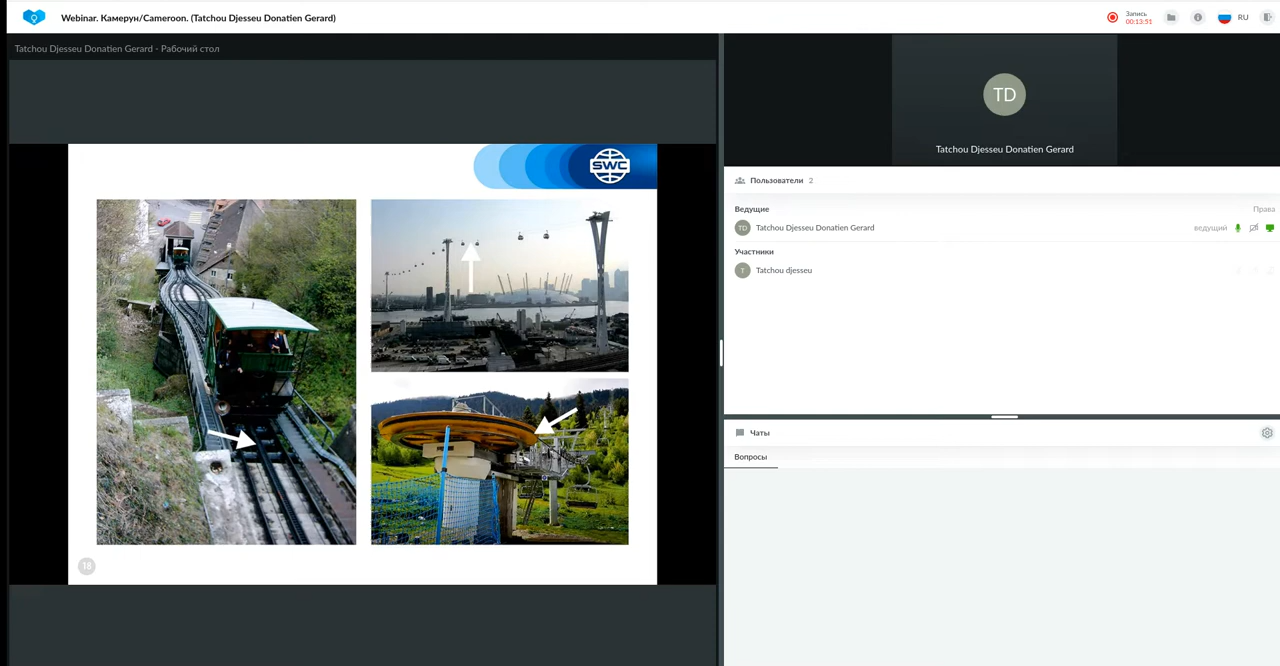 Webinar. Камерун/Cameroon. (Tatchou Djesseu Donatien Gerard)
Запись
00:13:51
RU
Tatchou Djesseu Donatien Gerard - Рабочий стол
SWC
18
TD
Tatchou Djesseu Donatien Gerard
Пользователи 2
Ведущие Права
TD Tatchou Djesseu Donatien Gerard ведущий
Участники
T Tatchou djesseu
Чаты
Вопросы